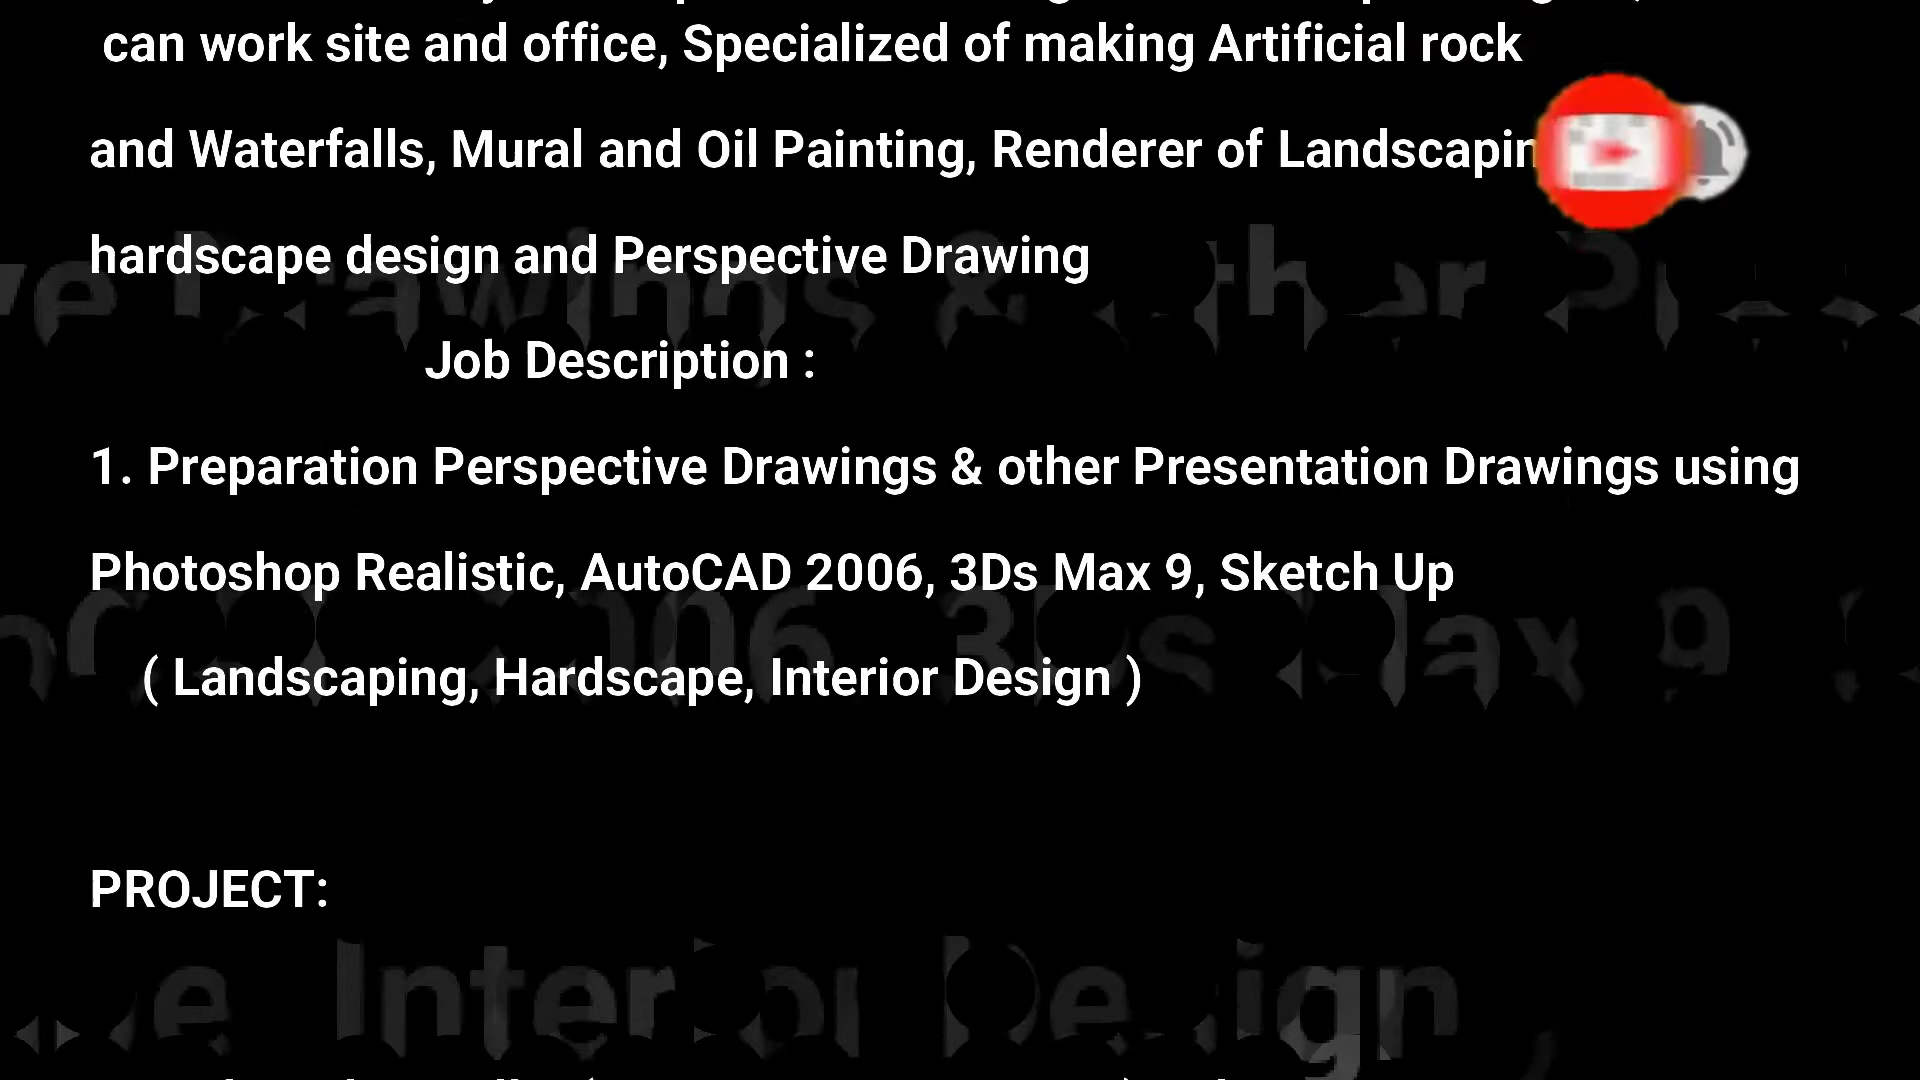 can work site and office, Specialized of making Artificial rock
and Waterfalls, Mural and Oil Painting, Renderer of
hardscape design and Perspective Drawing
Job Description :
1. Preparation Perspective Drawings & other Presentation Drawings using
Photoshop Realistic, AutoCAD 2006, 3Ds Max 9, Sketch Up
( Landscaping, Hardscape, Interior Design )
PROJECT: